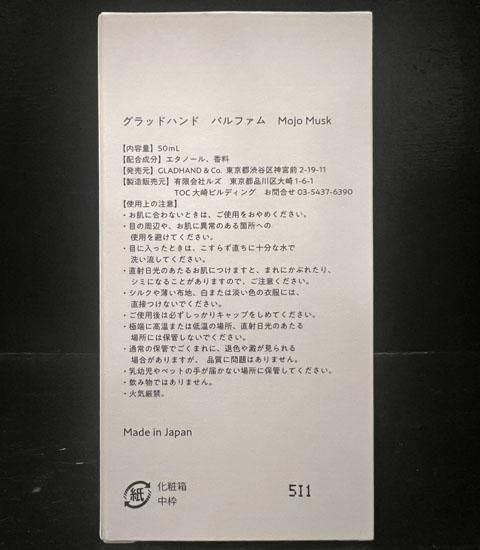 グラッドハンド　パルファム　Mojo Musk
【内容量】50mL
【配合成分】エタノール、香料
【発売元】GLADHAND & Co. 東京都渋谷区神宮前 2-19-11
【製造販売元】有限会社ルズ　東京都品川区大崎 1-6-1
TOC 大崎ビルディング　お問合せ 03-5437-6390
【使用上の注意】
・お肌に合わないときは、ご使用をおやめください。
・目の周辺や、お肌に異常のある箇所への
使用を避けてください。
・目に入ったときは、こすらず直ちに十分な水で
洗い流してください。
・直射日光のあたるお肌につけますと、まれにかぶれたり、
シミになることがありますので、ご注意ください。
・シルクや薄い布地、白または淡い色の衣服には、
直接つけないでください。
・ご使用後は必ずしっかりキャップをしめてください。
・極端に高温または低温の場所、直射日光のあたる
場所には保管しないでください。
・通常の保管でごくまれに、退色や澱が見られる
場合がありますが、 品質に問題はありません。
・乳幼児やペットの手が届かない場所に保管してください。
・飲み物ではありません。
・火気厳禁。
Made in Japan
紙 化粧箱
中枠
511